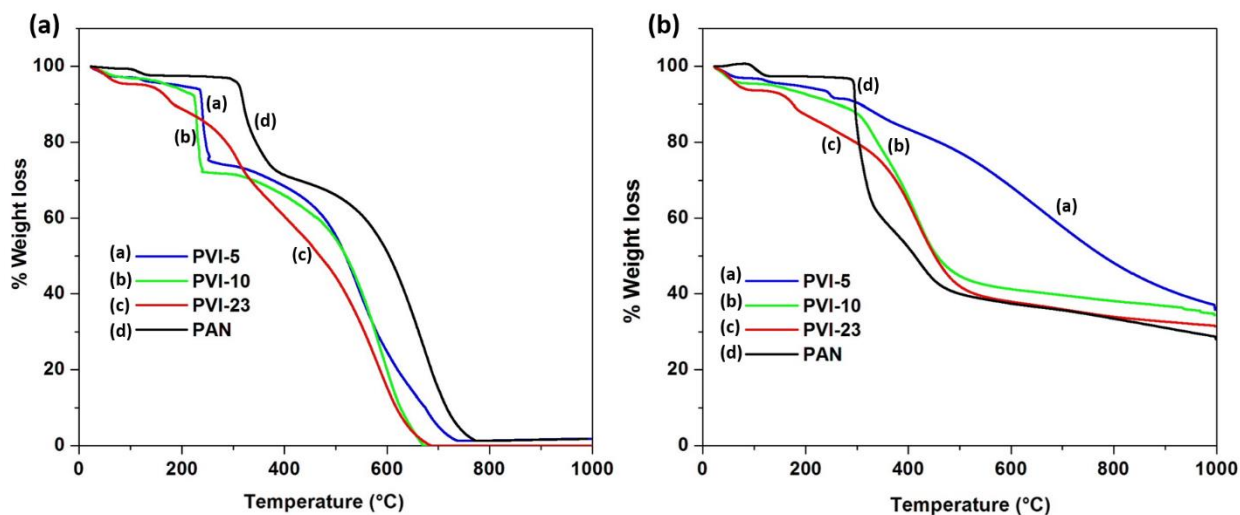 (a)
100
80
60
40
20
0
% Weight loss
(a)
(b)
(c)
(d)
(a) PVI-5
(b) PVI-10
(c) PVI-23
(d) PAN
0 200 400 600 800 1000
Temperature (°C)
(b)
100
80
60
40
20
0
% Weight loss
(d)
(b)
(c)
(a)
(a) PVI-5
(b) PVI-10
(c) PVI-23
(d) PAN
0 200 400 600 800 1000
Temperature (°C)